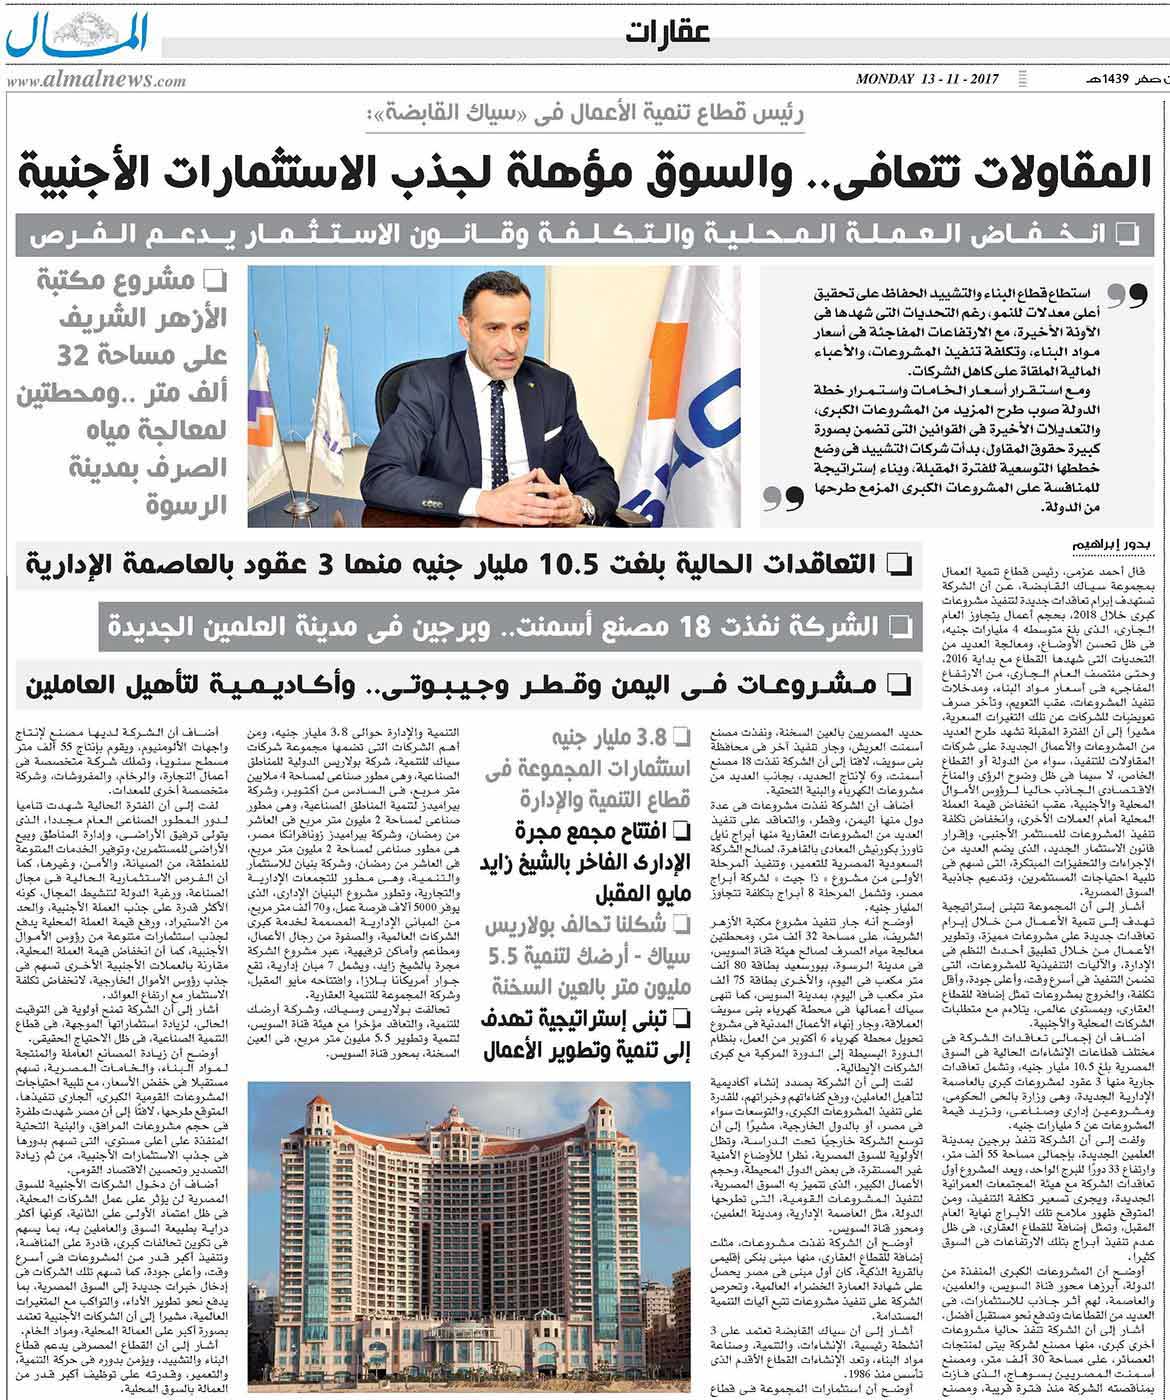 المال
عقارات
www.almalnews.com
MONDAY 13 - 11 - 2017
صفر 1439هـ
رئيس قطاع تنمية الأعمال فى «سياك القابضة»:
المقاولات تتعافى.. والسوق مؤهلة لجذب الاستثمارات الأجنبية
انخفاض العملة المحلية والتكلفة وقانون الاستثمار يدعم الفرص
استطاع قطاع البناء والتشييد الحفاظ على تحقيق
أعلى معدلات للنمو، رغم التحديات التى شهدها فى
الآونة الأخيرة، مع الارتفاعات المفاجئة فى أسعار
مواد البناء، وتكلفة تنفيذ المشروعات، والأعباء
المالية الملقاة على كاهل الشركات.
ومع استقرار أسعار الخامات واستمرار خطة
الدولة صوب طرح المزيد من المشروعات الكبرى،
والتعديلات الأخيرة فى القوانين التى تضمن بصورة
كبيرة حقوق المقاول، بدأت شركات التشييد فى وضع
خططها التوسعية للفترة المقبلة، وبناء إستراتيجة
للمنافسة على المشروعات الكبرى المزمع طرحها
من الدولة.
مشروع مكتبة
الأزهر الشريف
على مساحة 32
ألف متر ..ومحطتين
لمعالجة مياه
الصرف بمدينة
الرسوة
التعاقدات الحالية بلغت 10.5 مليار جنيه منها 3 عقود بالعاصمة الإدارية
الشركة نفذت 18 مصنع أسمنت.. وبرجين فى مدينة العلمين الجديدة
مشروعات فى اليمن وقطر وجيبوتى.. وأكاديمية لتأهيل العاملين
بدور إبراهيم
قال أحمد عزمى، رئيس قطاع تنمية العمال
بمجموعة سياك القابضة، عن أن الشركة
تستهدف إبرام تعاقدات جديدة لتنفيذ مشروعات
كبرى خلال 2018، بحجم أعمال يتجاوز العام
الجارى، الذى بلغ متوسطه 4 مليارات جنيه،
فى ظل تحسن الأوضاع، ومعالجة العديد من
التحديات التى شهدها القطاع مع بداية 2016،
وحتى منتصف العام الجارى، من الارتفاع
المفاجىء فى أسعار مواد البناء، ومدخلات
تنفيذ المشروعات، عقب التعويم، وتأخر صرف
تعويضات للشركات عن تلك التغيرات السعرية،
مشيرًا إلى أن الفترة المقبلة تشهد طرح العديد
من المشروعات والأعمال الجديدة على شركات
المقاولات للتنفيذ، سواء من الدولة أو القطاع
الخاص، لا سيما فى ظل وضوح الرؤى والمناخ
الاقتصادى الجاذب حاليا لرؤوس الأموال
المحلية والأجنبية، عقب انخفاض قيمة العملة
المحلية أمام العملات الأخرى، وانخفاض تكلفة
تنفيذ المشروعات للمستثمر الأجنبى، وإقرار
قانون الاستثمار الجديد، الذى يضم العديد من
الإجراءات والتحفيزات المبتكرة، التى تسهم فى
تلبية احتياجات المستثمرين، وتدعيم جاذبية
السوق المصرية.
أشار إلى أن المجموعة تتبنى إستراتيجية
تهدف إلى تنمية الأعمال من خلال إبرام
تعاقدات جديدة على مشروعات مميزة، وتطوير
الأعمال من خلال تطبيق أحدث النظم فى
الإدارة، والآليات التنفيذية للمشروعات، التى
تضمن التنفيذ فى أسرع وقت، وأعلى جودة، وأقل
تكلفة، والخروج بمشروعات تمثل إضافة للقطاع
العقارى، وبمستوى عالمى، يتلاءم مع متطلبات
الشركات المحلية والأجنبية.
أضاف أن إجمالى تعاقدات الشركة فى
مختلف قطاعات الإنشاءات الحالية فى السوق
المصرية بلغ 10.5 مليار جنيه، وتشمل تعاقدات
جارية منها 3 عقود لمشروعات كبرى بالعاصمة
الإدارية الجديدة، وهى وزارة بالحى الحكومى،
ومشروعين إدارى وصناعى، وتزيد قيمة
المشروعات عن 5 مليارات جنيه.
ولفت إلى أن الشركة تنفذ برجين بمدينة
العلمين الجديدة، بإجمالى مساحة 55 ألف متر،
وارتفاع 33 دورًا للبرج الواحد، ويعد المشروع أول
تعاقدات الشركة مع هيئة المجتمعات العمرانية
الجديدة، ويجرى تسعير تكلفة التنفيذ، ومن
المتوقع ظهور ملامح تلك الأبراج نهاية العام
المقبل، وتمثل إضافة للقطاع العقارى، فى ظل
عدم تنفيذ أبراج بتلك الارتفاعات فى السوق
كثيرا.
أوضح أن المشروعات الكبرى المنفذة من
الدولة، أبرزها محور قناة السويس، والعلمين،
والعاصمة، لهم أثر جاذب للاستثمارات، فى
العديد من القطاعات وتدفع نحو مستقبل أفضل.
أشار إلى أن الشركة تنفذ حاليا مشروعات
أخرى كبرى، منها مصنع لشركة بيتى لمنتجات
العصائر، على مساحة 30 ألف متر، ومصنع
أسمنت المصريين بسوهاج، الذى فازت
بمناقصته الشركة منذ فترة قريبة، ومصنع
حديد المصريين بالعين السخنة، ونفذت مصنع
أسمنت العريش، وجار تنفيذ آخر فى محافظة
بنى سويف، لافتًا إلى أن الشركة نفذت 18 مصنع
أسمنت، و6 لإنتاج الحديد، بجانب العديد من
مشروعات الكهرباء والبنية التحتية.
أضاف أن الشركة نفذت مشروعات فى عدة
دول منها اليمن، وقطر، والتعاقد على تنفيذ
العديد من المشروعات العقارية منها أبراج نايل
تاورز بكورنيش المعادى بالقاهرة، لصالح الشركة
السعودية المصرية للتعمير، وتنفيذ المرحلة
الأولى من مشروع « ذا جيت » لشركة أبراج
مصر، وتشمل المرحلة 8 أبراج بتكلفة تتجاوز
المليار جنيه.
أوضح أنه جار تنفيذ مشروع مكتبة الأزهر
الشريف، على مساحة 32 ألف متر، ومحطتين
معالجة مياه الصرف لصالح هيئة قناة السويس،
فى مدينة الرسوة، ببورسعيد بطاقة 80 ألف
متر مكعب فى اليوم، والأخرى بطاقة 75 ألف
متر مكعب فى اليوم، بمدينة السويس، كما تنهى
سياك أعمالها فى محطة كهرباء بنى سويف
العملاقة، وجار إنهاء الأعمال المدنية فى مشروع
تحويل محطة كهرباء 6 أكتوبر من العمل، بنظام
الدورة البسيطة إلى الدورة المركبة مع كبرى
الشركات الإيطالية.
لفت إلى أن الشركة بصدد إنشاء أكاديمية
لتأهيل العاملين، ورفع كفاءاتهم وخبراتهم، للقدرة
على تنفيذ المشروعات الكبرى، والتوسعات سواء
فى مصر، أو بالدول الخارجية، مشيرًا إلى أن
توسع الشركة خارجيًا تحت الدراسة، وتظل
الأولوية للسوق المصرية، نظرا للأوضاع الأمنية
غير المستقرة، فى بعض الدول المحيطة، وحجم
الأعمال الكبير، الذى تتميز به السوق المصرية،
لتنفيذ المشروعات القومية، التى تطرحها
الدولة، مثل العاصمة الإدارية، ومدينة العلمين،
ومحور قناة السويس.
أوضح أن الشركة نفذت مشروعات، مثلت
إضافة للقطاع العقارى، منها مبنى بنكى إقليمى
بالقرية الذكية، كان أول مبنى فى مصر يحصل
على شهادة العمارة الخضراء العالمية، وتحرص
الشركة على تنفيذ مشروعات تتبع آليات التنمية
المستدامة.
أشار إلى أن سياك القابضة تعتمد على 3
أنشطة رئيسية، الإنشاءات، والتنمية، وصناعة
مواد البناء، وتعد الإنشاءات القطاع الأقدم الذى
تأسس منذ 1986.
أوضح أن استثمارات المجموعة فى قطاع
3.8 مليار جنيه
استثمارات المجموعة فى
قطاع التنمية والإدارة
افتتاح مجمع مجرة
الإدارى الفاخر بالشيخ زايد
مايو المقبل
شكلنا تحالف بولاريس
سياك - أرضك لتنمية 5.5
مليون متر بالعين السخنة
تبنى إستراتيجية تهدف
إلى تنمية وتطوير الأعمال
التنمية والإدارة حوالى 3.8 مليار جنيه، ومن
أهم الشركات التى تضمها مجموعة شركات
سياك للتنمية، شركة بولاريس الدولية للمناطق
الصناعية، وهى مطور صناعى لمساحة 4 ملايين
متر مربع، فى السادس من أكتوبر، وشركة
بيراميدز لتنمية المناطق الصناعية، وهى مطور
صناعى لمساحة 2 مليون متر مربع فى العاشر
من رمضان، وشركة بيراميدز زونافرانكا مصر،
هى مطور صناعى لمساحة 2 مليون متر مربع،
فى العاشر من رمضان، وشركة بنيان للاستثمار
والتنمية، وهى مطور للتجمعات الإدارية
والتجارية، وتطور مشروع البنيان الإدارى، الذى
يوفر 5000 آلاف فرصة عمل، و70 ألف متر مربع،
من المبانى الإدارية المصممة لخدمة كبرى
الشركات العالمية، والصفوة من رجال الأعمال،
ومطاعم وأماكن ترفيهية، عبر مشروع الشركة
مجرة بالشيخ زايد، ويشمل 7 مبان إدارية، تقع
جوار أمريكانا بلازا، وافتتاحه مايو المقبل،
وشركة المجموعة للتنمية العقارية.
تحالفت بولاريس وسياك، وشركة أرضك
للتنمية، والتعاقد مؤخرا مع هيئة قناة السويس،
لتنمية وتطوير 5.5 مليون متر مربع، فى العين
السخنة، بمحور قناة السويس.
أضاف أن الشركة لديها مصنع لإنتاج
واجهات الألومنيوم، ويقوم بإنتاج 55 ألف متر
مسطح سنويا، وتملك شركة متخصصة فى
أعمال النجارة، والرخام، والمفروشات، وشركة
متخصصة أخرى للمعدات.
لفت إلى أن الفترة الحالية شهدت تناميا
لدور المطور الصناعى العام مجددا، الذى
يتولى ترفيق الأراضى، وإدارة المناطق وبيع
الأراضى للمستثمرين، وتوفير الخدمات المتنوعة
للمنطقة، من الصيانة، والأمن، وغيرها، كما
أن الفرص الاستثمارية الحالية فى مجال
الصناعة، ورغبة الدولة لتنشيط المجال، كونه
الأكثر قدرة على جذب العملة الأجنبية، والحد
من الاستيراد، ورفع قيمة العملة المحلية يدفع
لجذب استثمارات متنوعة من رؤوس الأموال
الأجنبية، كما أن انخفاض قيمة العملة المحلية،
مقارنة بالعملات الأجنبية الأخرى تسهم فى
جذب رؤوس الأموال الخارجية، لانخفاض تكلفة
الاستثمار مع ارتفاع العوائد.
أشار إلى أن الشركة تمنح أولوية فى التوقيت
الحالى، لزيادة استثماراتها الموجهة، فى قطاع
التنمية الصناعية، فى ظل الاحتياج الحقيقى.
أوضح أن زيادة المصانع العاملة والمنتجة
لمواد البناء، والخامات المصرية، تسهم
مستقبلا فى خفض الأسعار، مع تلبية احتياجات
المشروعات القومية الكبرى، الجارى تنفيذها،
المتوقع طرحها، لافتًا إلى أن مصر شهدت طفرة
فى حجم مشروعات المرافق، والبنية التحتية
المنفذة على أعلى مستوى، التى تسهم بدورها
فى جذب الاستثمارات الأجنبية، من ثم زيادة
التصدير وتحسين الاقتصاد القومى.
أضاف أن دخول الشركات الأجنبية للسوق
المصرى لن يؤثر على عمل الشركات المحلية،
فى ظل اعتماد الأولى على الثانية، كونها أكثر
دراية بطبيعة السوق والعاملين به، بما يسهم
فى تكوين تحالفات كبرى، قادرة على المنافسة،
وتنفيذ أكبر قدر من المشروعات فى أسرع
وقت، وأعلى جودة، كما تسهم تلك الشركات فى
إدخال خبرات جديدة إلى السوق المصرية، بما
يدفع نحو تطوير الأداء، والتواكب مع المتغيرات
العالمية، مشيرًا إلى أن الشركات الأجنبية تعتمد
بصورة أكبر على العمالة المحلية، ومواد الخام.
أشار إلى أن القطاع المصرفى يدعم قطاع
البناء والتشييد، ويؤمن بدوره فى حركة التنمية،
والتعمير، وقدرته على توظيف أكبر قدر من
العمالة بالسوق المحلية.